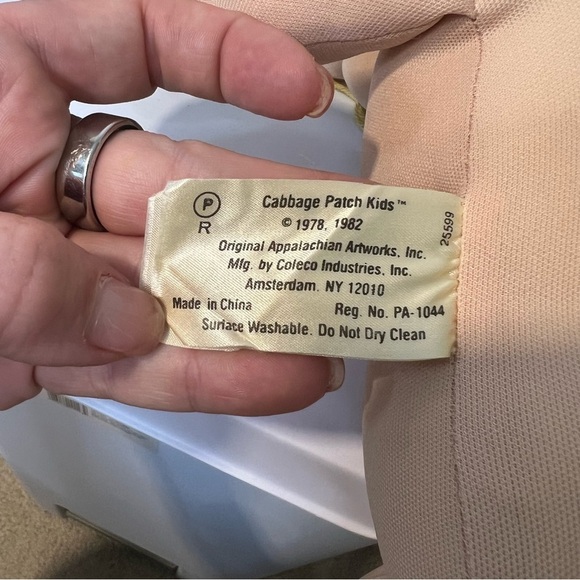 Ⓟ
R
Cabbage Patch Kids™
© 1978, 1982
Original Appalachian Artworks, Inc.
Mfg. by Coleco Industries, Inc.
Amsterdam, NY 12010
Made in China Reg. No. PA-1044
Surface Washable. Do Not Dry Clean
25599